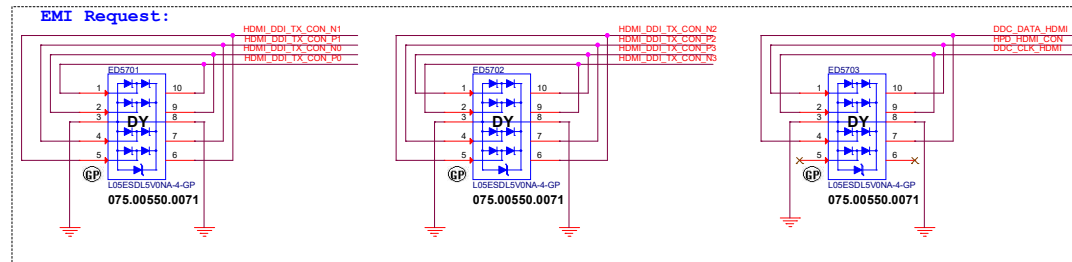 EMI Request:
HDMI_DDI_TX_CON_N1
HDMI_DDI_TX_CON_P1
HDMI_DDI_TX_CON_N0
HDMI_DDI_TX_CON_P0
ED5701
1 10
2 9
3 8
DY
4 7
5 6
GP
L05ESDL5V0NA-4-GP
075.00550.0071
HDMI_DDI_TX_CON_N2
HDMI_DDI_TX_CON_P2
HDMI_DDI_TX_CON_P3
HDMI_DDI_TX_CON_N3
ED5702
1 10
2 9
3 8
DY
4 7
5 6
GP
L05ESDL5V0NA-4-GP
075.00550.0071
DDC_DATA_HDMI
HPD_HDMI_CON
DDC_CLK_HDMI
ED5703
1 10
2 9
3 8
DY
4 7
5 6
GP
L05ESDL5V0NA-4-GP
075.00550.0071